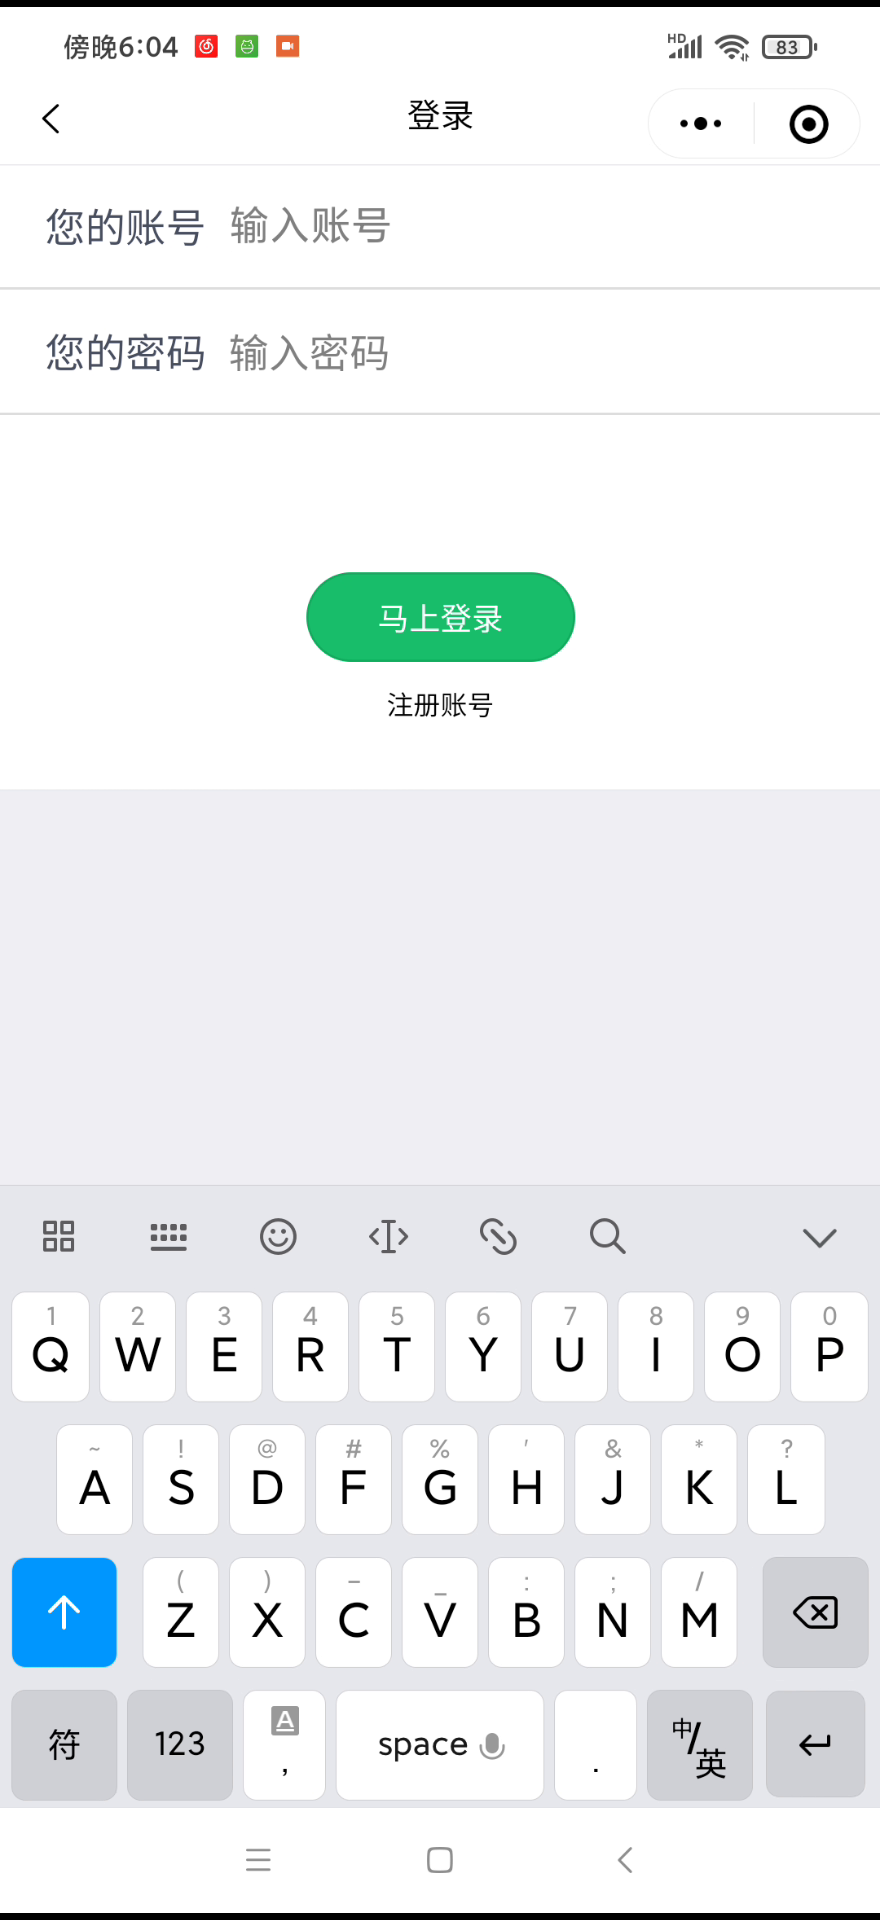 傍晚6:04 HD 83
登录
您的账号 输入账号
您的密码 输入密码
马上登录
注册账号
1 2 3 4 5 6 7 8 9 0
Q W E R T Y U I O P
~ ! @ # % ' & * ?
A S D F G H J K L
( ) – _ : ; /
Z X C V B N M
符 123 A , space . 中/英